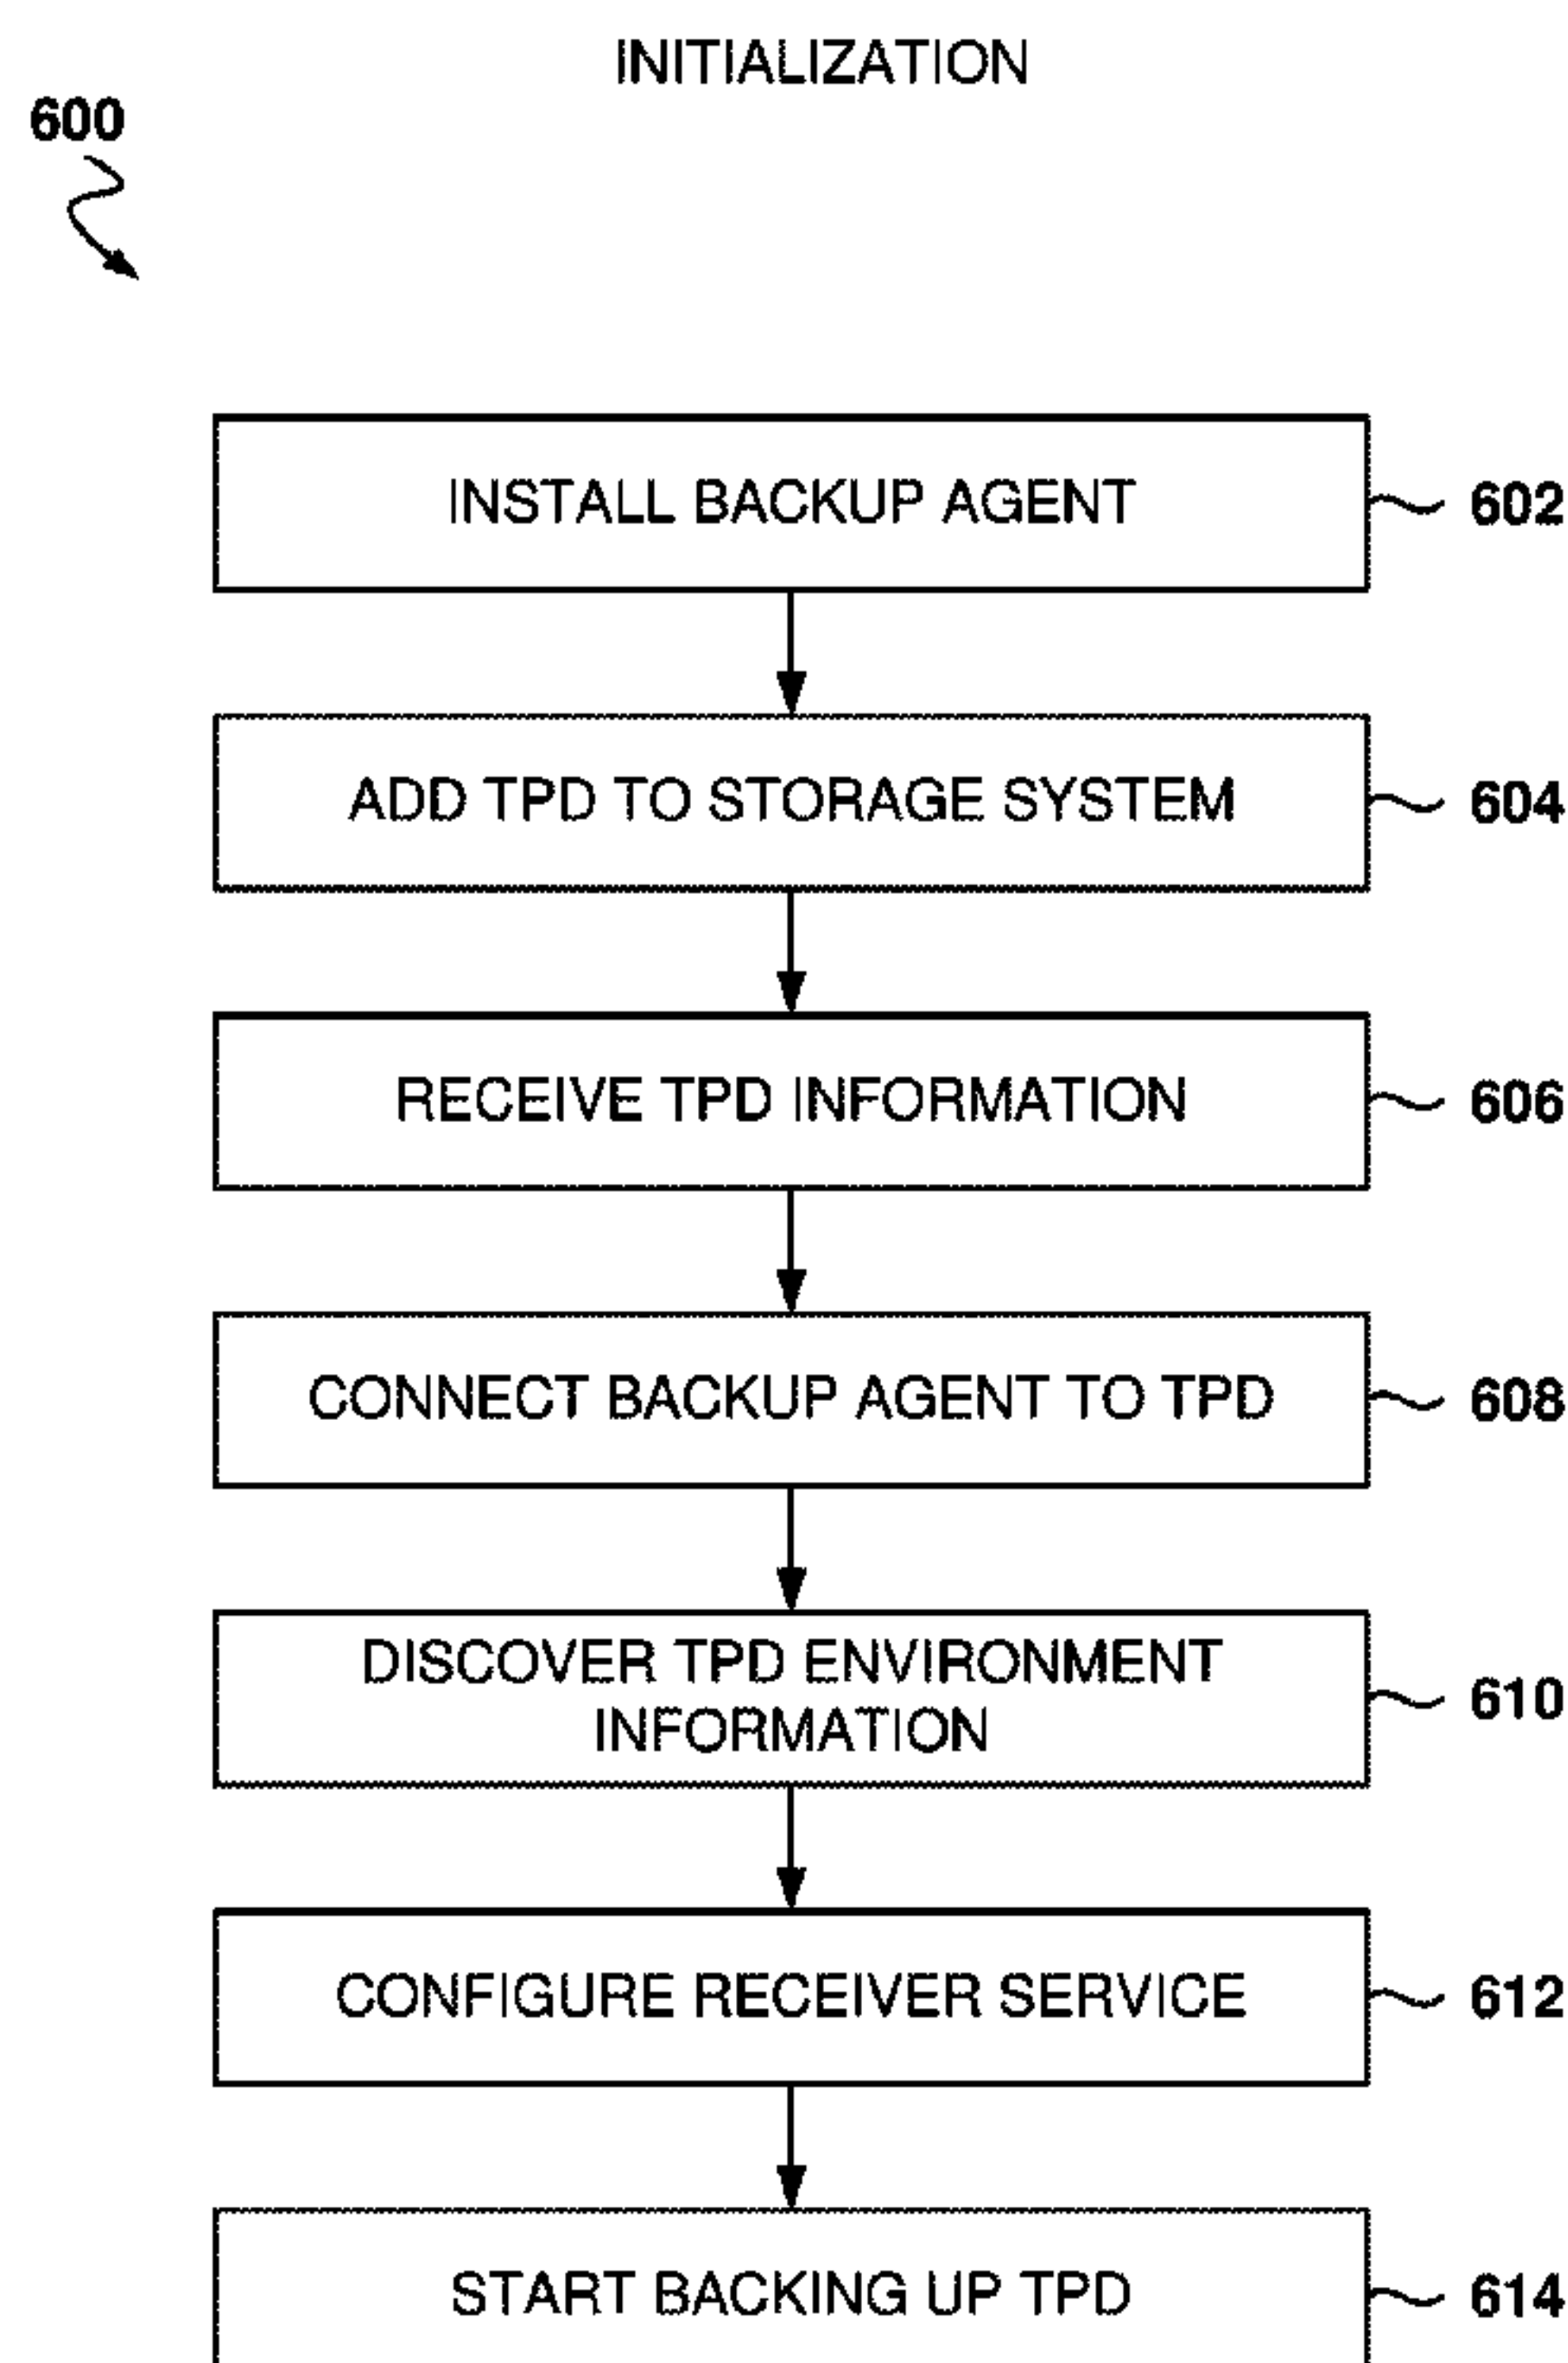 INITIALIZATION
600
INSTALL BACKUP AGENT
602
ADD TPD TO STORAGE SYSTEM
604
RECEIVE TPD INFORMATION
606
CONNECT BACKUP AGENT TO TPD
608
DISCOVER TPD ENVIRONMENT
INFORMATION
610
CONFIGURE RECEIVER SERVICE
612
START BACKING UP TPD
614